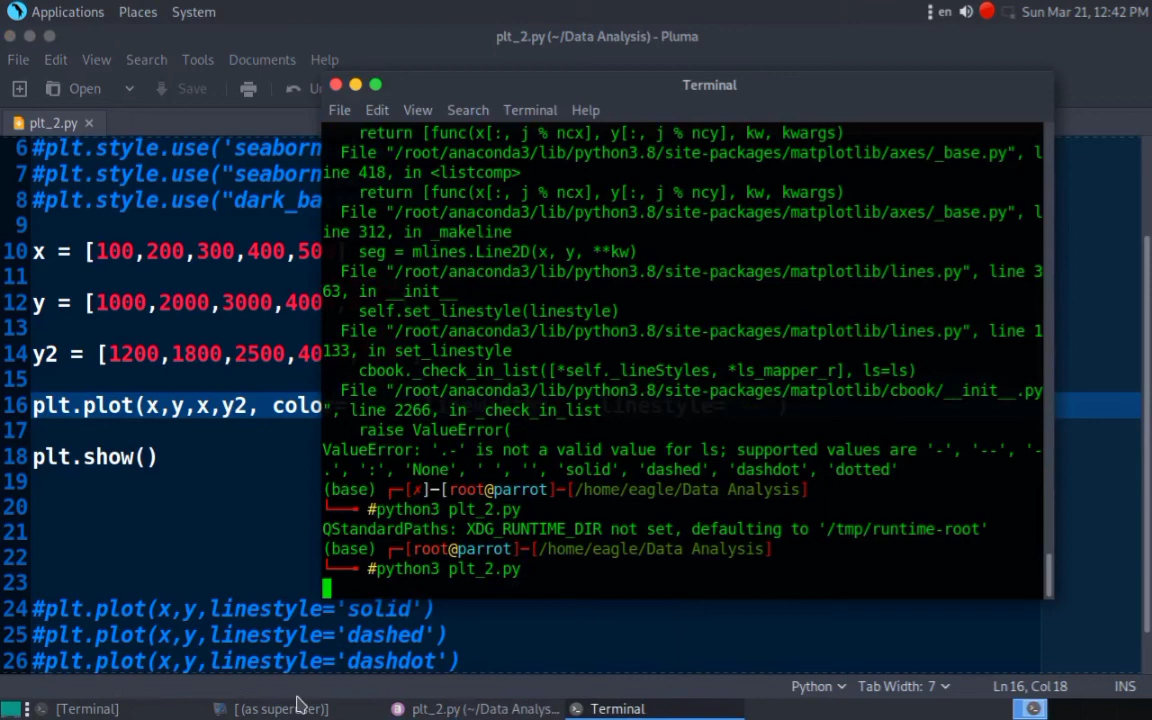 Applications Places System en Sun Mar 21, 12:42 PM
plt_2.py (~/Data Analysis) - Pluma
File Edit View Search Tools Documents Help
Open Save
plt_2.py
Terminal
File Edit View Search Terminal Help
return [func(x[:, j % ncx], y[:, j % ncy], kw, kwargs)
File "/root/anaconda3/lib/python3.8/site-packages/matplotlib/axes/_base.py", l
ine 418, in <listcomp>
return [func(x[:, j % ncx], y[:, j % ncy], kw, kwargs)
File "/root/anaconda3/lib/python3.8/site-packages/matplotlib/axes/_base.py", l
ine 312, in _makeline
seg = mlines.Line2D(x, y, **kw)
File "/root/anaconda3/lib/python3.8/site-packages/matplotlib/lines.py", line 3
63, in __init__
self.set_linestyle(linestyle)
File "/root/anaconda3/lib/python3.8/site-packages/matplotlib/lines.py", line 1
133, in set_linestyle
cbook._check_in_list([*self._lineStyles, *ls_mapper_r], ls=ls)
File "/root/anaconda3/lib/python3.8/site-packages/matplotlib/cbook/__init__.py
", line 2266, in _check_in_list
raise ValueError(
ValueError: '.-' is not a valid value for ls; supported values are '-', '--', '-
.', ':', 'None', ' ', '', 'solid', 'dashed', 'dashdot', 'dotted'
(base) ┌─[✗]─[root@parrot]─[/home/eagle/Data Analysis]
└──╼ #python3 plt_2.py
QStandardPaths: XDG_RUNTIME_DIR not set, defaulting to '/tmp/runtime-root'
(base) ┌─[root@parrot]─[/home/eagle/Data Analysis]
└──╼ #python3 plt_2.py
6 #plt.style.use('seaborn
7 #plt.style.use("seaborn
8 #plt.style.use("dark_ba
9
10 x = [100,200,300,400,50
11
12 y = [1000,2000,3000,400
13
14 y2 = [1200,1800,2500,40
15
16 plt.plot(x,y,x,y2, colo
17
18 plt.show()
19
20
21
22
23
24 #plt.plot(x,y,linestyle='solid')
25 #plt.plot(x,y,linestyle='dashed')
26 #plt.plot(x,y,linestyle='dashdot')
Python Tab Width: 7 Ln 16, Col 18 INS
[Terminal] [ (as superuser)] plt_2.py (~/Data Analys... Terminal